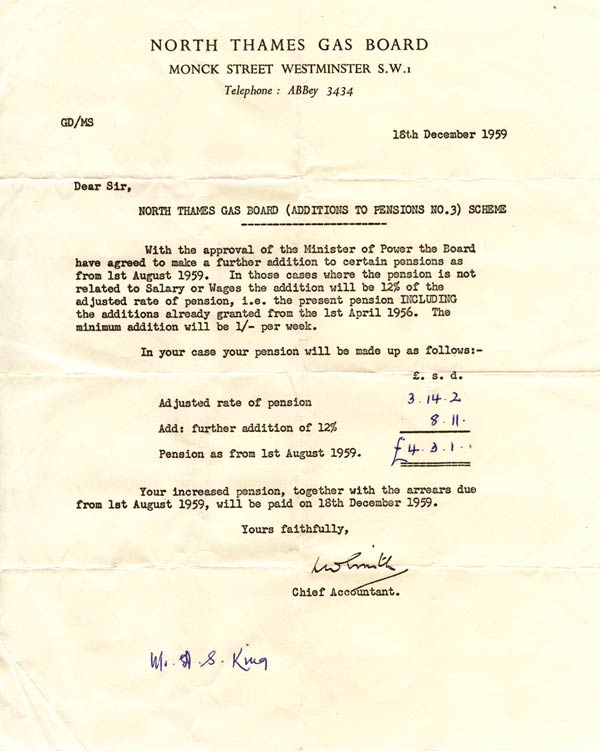 NORTH THAMES GAS BOARD
MONCK STREET WESTMINSTER S.W.1
Telephone : ABBey 3434
GD/MS
18th December 1959
Dear Sir,
NORTH THAMES GAS BOARD (ADDITIONS TO PENSIONS NO.3) SCHEME
With the approval of the Minister of Power the Board
have agreed to make a further addition to certain pensions as
from 1st August 1959. In those cases where the pension is not
related to Salary or Wages the addition will be 12% of the
adjusted rate of pension, i.e. the present pension INCLUDING
the additions already granted from the 1st April 1956. The
minimum addition will be 1/- per week.
In your case your pension will be made up as follows:-
£. s. d.
Adjusted rate of pension 3.14.2
Add: further addition of 12% 8.11.
Pension as from 1st August 1959. £4.3.1.
Your increased pension, together with the arrears due
from 1st August 1959, will be paid on 18th December 1959.
Yours faithfully,
Smith
Chief Accountant.
Mr. A. S. King